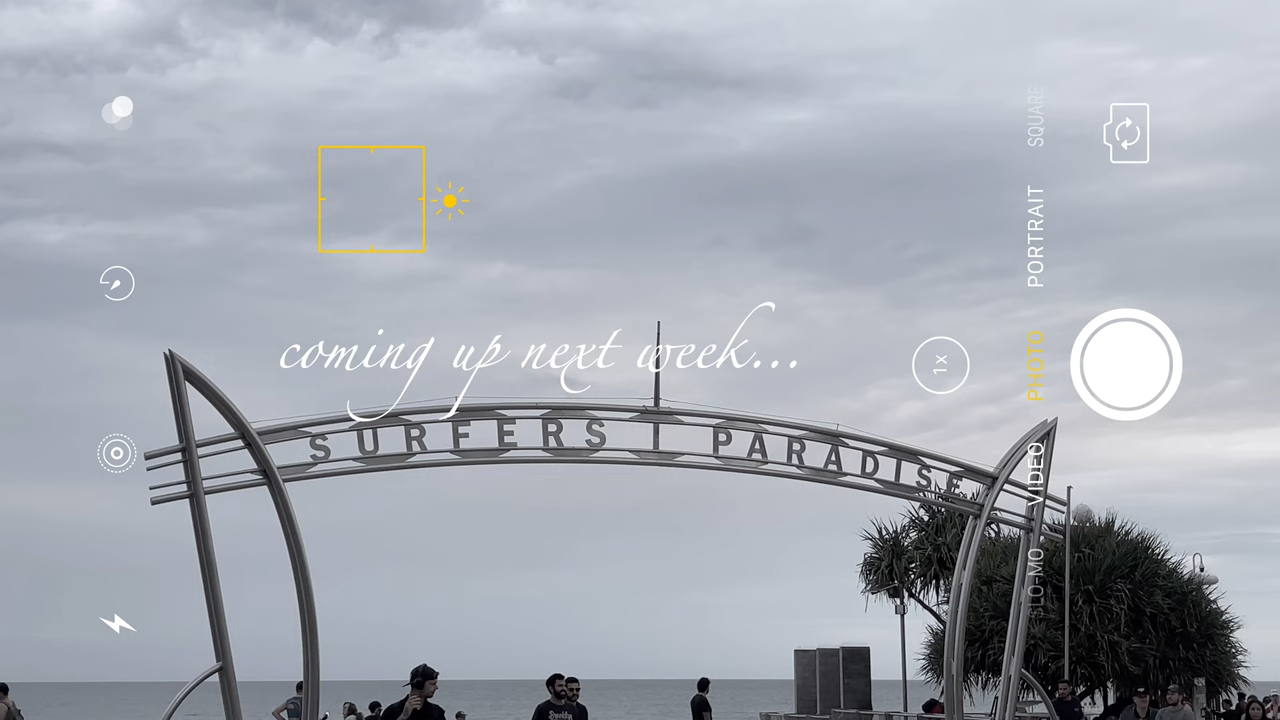 SQUARE
PORTRAIT
coming up next week...
1x
PHOTO
SURFERS PARADISE
VIDEO
SLO-MO